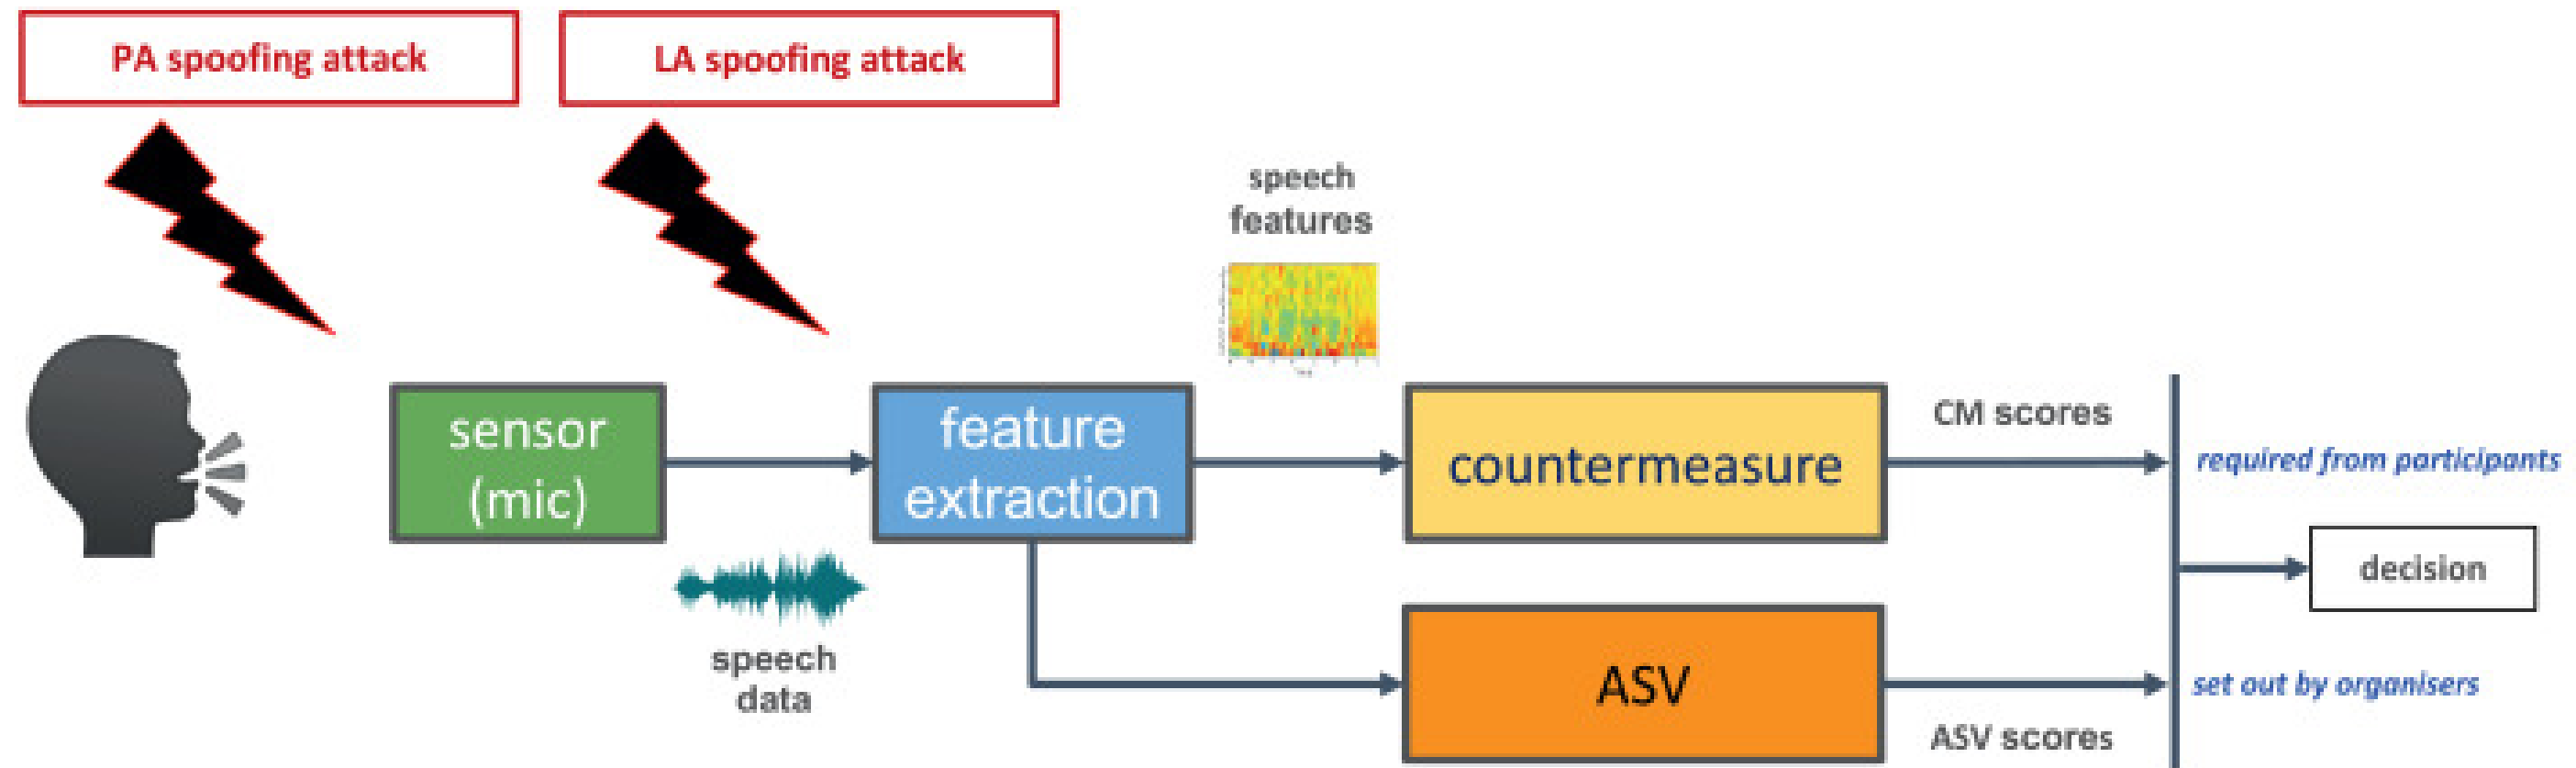 PA spoofing attack
LA spoofing attack
speech
features
sensor
(mic)
feature
extraction
countermeasure
CM scores
required from participants
decision
speech
data
ASV
set out by organisers
ASV scores